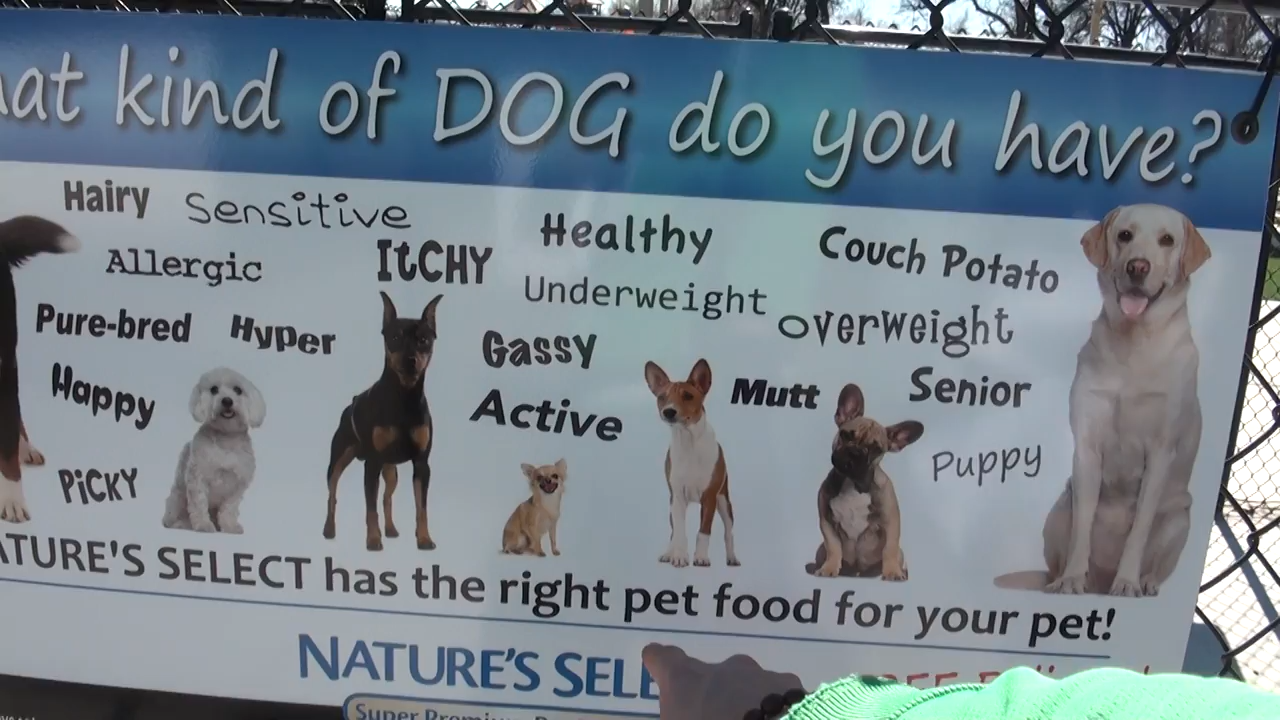 at kind of DOG do you have?
Hairy Sensitive
Allergic ItCHY
Healthy
Underweight
Couch Potato
overweight
Pure-bred Hyper
Gassy
Happy
Active
Mutt
Senior
PiCKY
Puppy
ATURE'S SELECT has the right pet food for your pet!
NATURE'S SELE
Super Premium